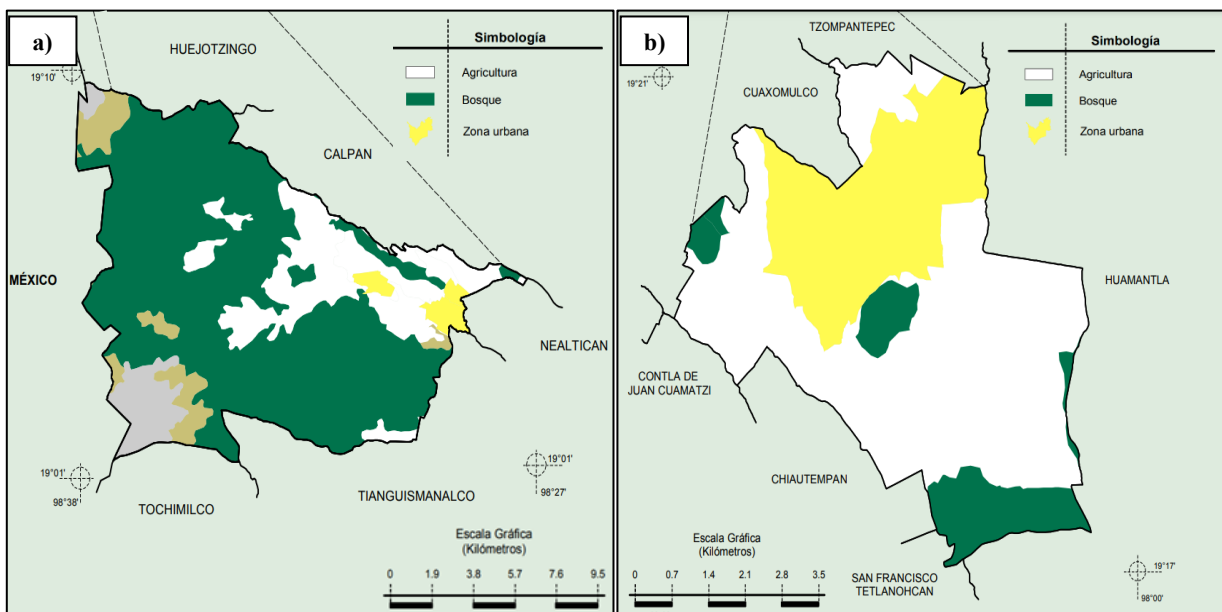 a)
HUEJOTZINGO
Simbología
Agricultura
Bosque
Zona urbana
19°10'
CALPAN
MÉXICO
NEALTICAN
19°01'
98°38'
19°01'
98°27'
TIANGUISMANALCO
TOCHIMILCO
Escala Gráfica
(Kilómetros)
0 1.9 3.8 5.7 7.6 9.5
b)
TZOMPANTEPEC
Simbología
Agricultura
Bosque
Zona urbana
19°21'
CUAXOMULCO
HUAMANTLA
CONTLA DE
JUAN CUAMATZI
CHIAUTEMPAN
Escala Gráfica
(Kilómetros)
0 0.7 1.4 2.1 2.8 3.5
SAN FRANCISCO
TETLANOHCAN
19°17'
98°00'